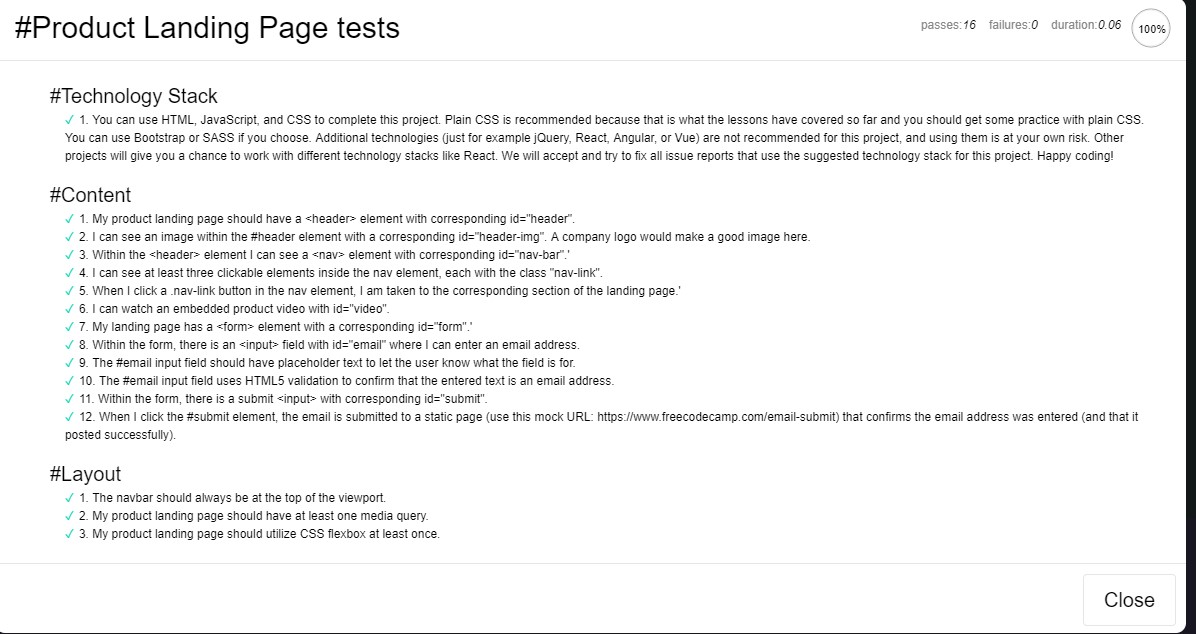 #Product Landing Page tests
passes:16 failures:0 duration:0.06 100%
#Technology Stack
✓ 1. You can use HTML, JavaScript, and CSS to complete this project. Plain CSS is recommended because that is what the lessons have covered so far and you should get some practice with plain CSS.
You can use Bootstrap or SASS if you choose. Additional technologies (just for example jQuery, React, Angular, or Vue) are not recommended for this project, and using them is at your own risk. Other
projects will give you a chance to work with different technology stacks like React. We will accept and try to fix all issue reports that use the suggested technology stack for this project. Happy coding!
#Content
✓ 1. My product landing page should have a <header> element with corresponding id="header".
✓ 2. I can see an image within the #header element with a corresponding id="header-img". A company logo would make a good image here.
✓ 3. Within the <header> element I can see a <nav> element with corresponding id="nav-bar".'
✓ 4. I can see at least three clickable elements inside the nav element, each with the class "nav-link".
✓ 5. When I click a .nav-link button in the nav element, I am taken to the corresponding section of the landing page.'
✓ 6. I can watch an embedded product video with id="video".
✓ 7. My landing page has a <form> element with a corresponding id="form".'
✓ 8. Within the form, there is an <input> field with id="email" where I can enter an email address.
✓ 9. The #email input field should have placeholder text to let the user know what the field is for.
✓ 10. The #email input field uses HTML5 validation to confirm that the entered text is an email address.
✓ 11. Within the form, there is a submit <input> with corresponding id="submit".
✓ 12. When I click the #submit element, the email is submitted to a static page (use this mock URL: https://www.freecodecamp.com/email-submit) that confirms the email address was entered (and that it
posted successfully).
#Layout
✓ 1. The navbar should always be at the top of the viewport.
✓ 2. My product landing page should have at least one media query.
✓ 3. My product landing page should utilize CSS flexbox at least once.
Close